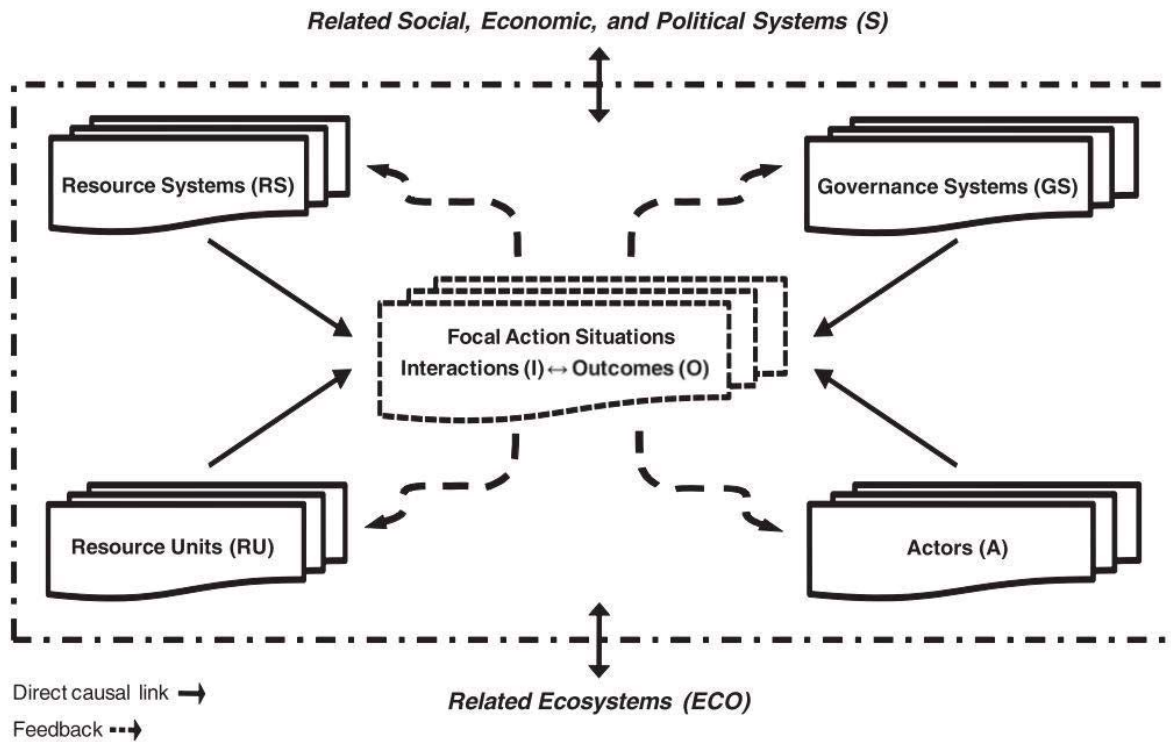 Related Social, Economic, and Political Systems (S)
Resource Systems (RS)
Governance Systems (GS)
Focal Action Situations
Interactions (I) ↔ Outcomes (O)
Resource Units (RU)
Actors (A)
Direct causal link
Related Ecosystems (ECO)
Feedback